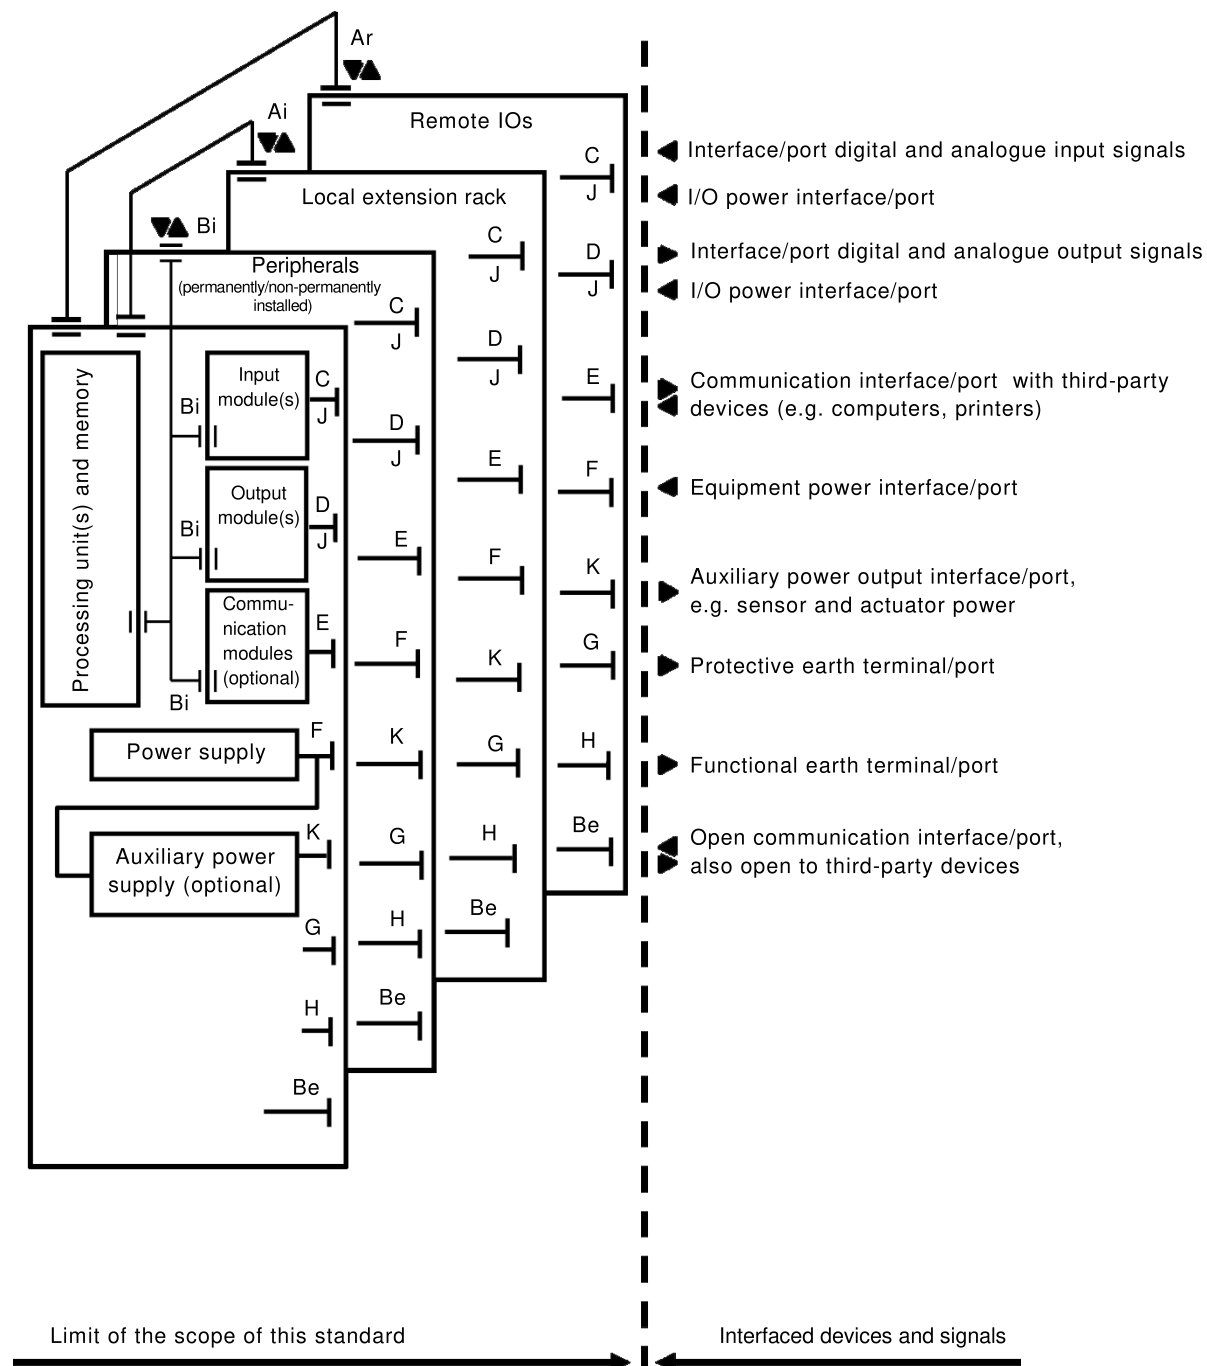 Ar
Ai
Remote IOs
C
J
Interface/port digital and analogue input signals
I/O power interface/port
Local extension rack
Bi
C
J
D
J
Interface/port digital and analogue output signals
I/O power interface/port
Peripherals
(permanently/non-permanently
installed)
C
J
D
J
E
Communication interface/port with third-party
devices (e.g. computers, printers)
Processing unit(s) and memory
Input
module(s)
Bi
C
J
D
J
E
F
Equipment power interface/port
Output
module(s)
Bi
D
J
E
F
K
Auxiliary power output interface/port,
e.g. sensor and actuator power
Commu-
nication
modules
(optional)
Bi
E
F
K
G
Protective earth terminal/port
Power supply
F
K
G
H
Functional earth terminal/port
Auxiliary power
supply (optional)
K
G
H
Be
Open communication interface/port,
also open to third-party devices
G
H
Be
H
Be
Be
Limit of the scope of this standard
Interfaced devices and signals